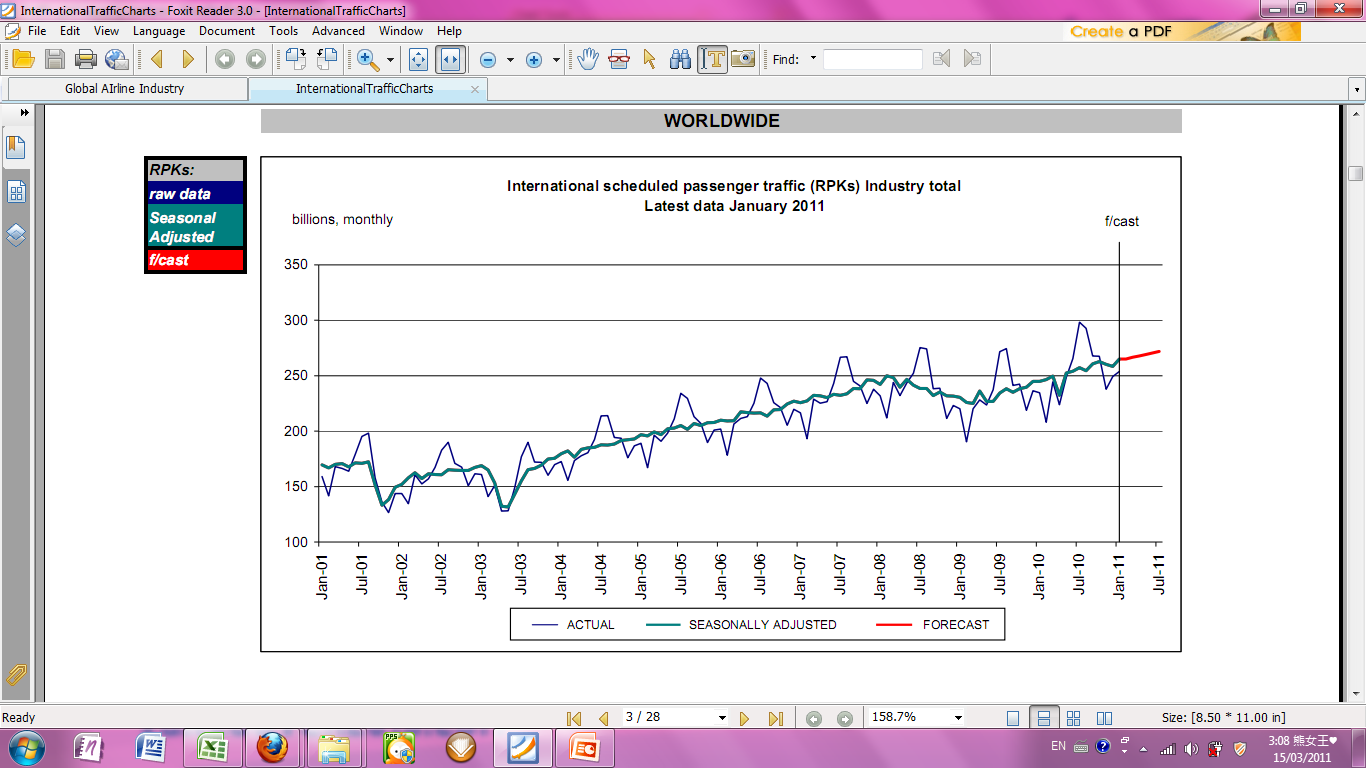 InternationalTrafficCharts - Foxit Reader 3.0 - [InternationalTrafficCharts]
File Edit View Language Document Tools Advanced Window Help
Create a PDF
Find:
Global AIrline Industry InternationalTrafficCharts
WORLDWIDE
RPKs:
raw data
Seasonal
Adjusted
f/cast
International scheduled passenger traffic (RPKs) Industry total
Latest data January 2011
billions, monthly
f/cast
350
300
250
200
150
100
Jan-01 Jul-01 Jan-02 Jul-02 Jan-03 Jul-03 Jan-04 Jul-04 Jan-05 Jul-05 Jan-06 Jul-06 Jan-07 Jul-07 Jan-08 Jul-08 Jan-09 Jul-09 Jan-10 Jul-10 Jan-11 Jul-11
ACTUAL SEASONALLY ADJUSTED FORECAST
Ready 3 / 28 158.7% Size: [8.50 * 11.00 in]
EN 3:08 熊女王♥
15/03/2011